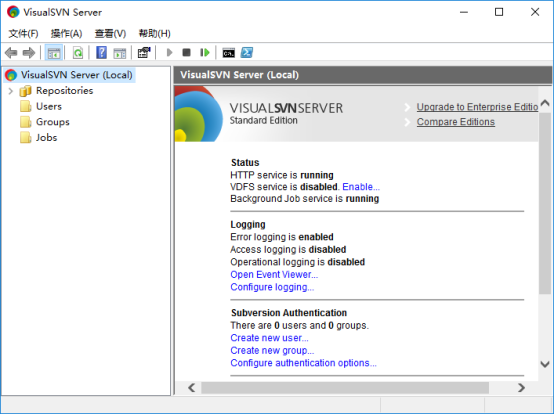 VisualSVN Server
文件(F) 操作(A) 查看(V) 帮助(H)
VisualSVN Server (Local)
Repositories
Users
Groups
Jobs
VisualSVN Server (Local)
VISUALSVNSERVER
Standard Edition
Upgrade to Enterprise Editio
Compare Editions
Status
HTTP service is running
VDFS service is disabled. Enable...
Background Job service is running
Logging
Error logging is enabled
Access logging is disabled
Operational logging is disabled
Open Event Viewer...
Configure logging...
Subversion Authentication
There are 0 users and 0 groups.
Create new user...
Create new group...
Configure authentication options...